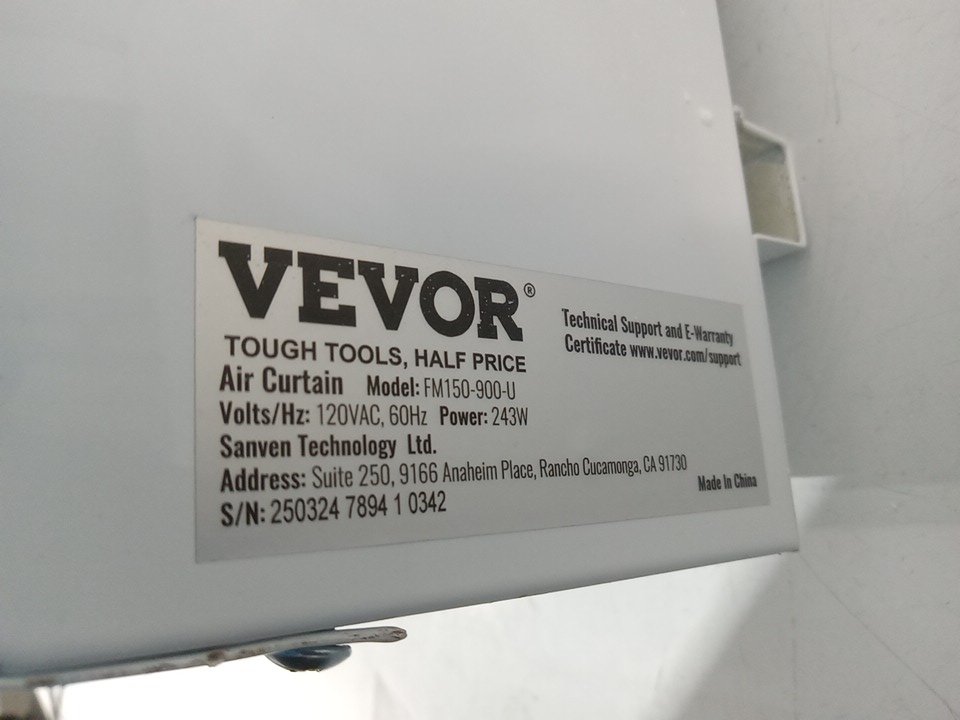 VEVOR®
TOUGH TOOLS, HALF PRICE
Technical Support and E-Warranty
Certificate www.vevor.com/support
Air Curtain Model: FM150-900-U
Volts/Hz: 120VAC, 60Hz Power: 243W
Sanven Technology Ltd.
Address: Suite 250, 9166 Anaheim Place, Rancho Cucamonga, CA 91730
Made In China
S/N: 250324 7894 1 0342